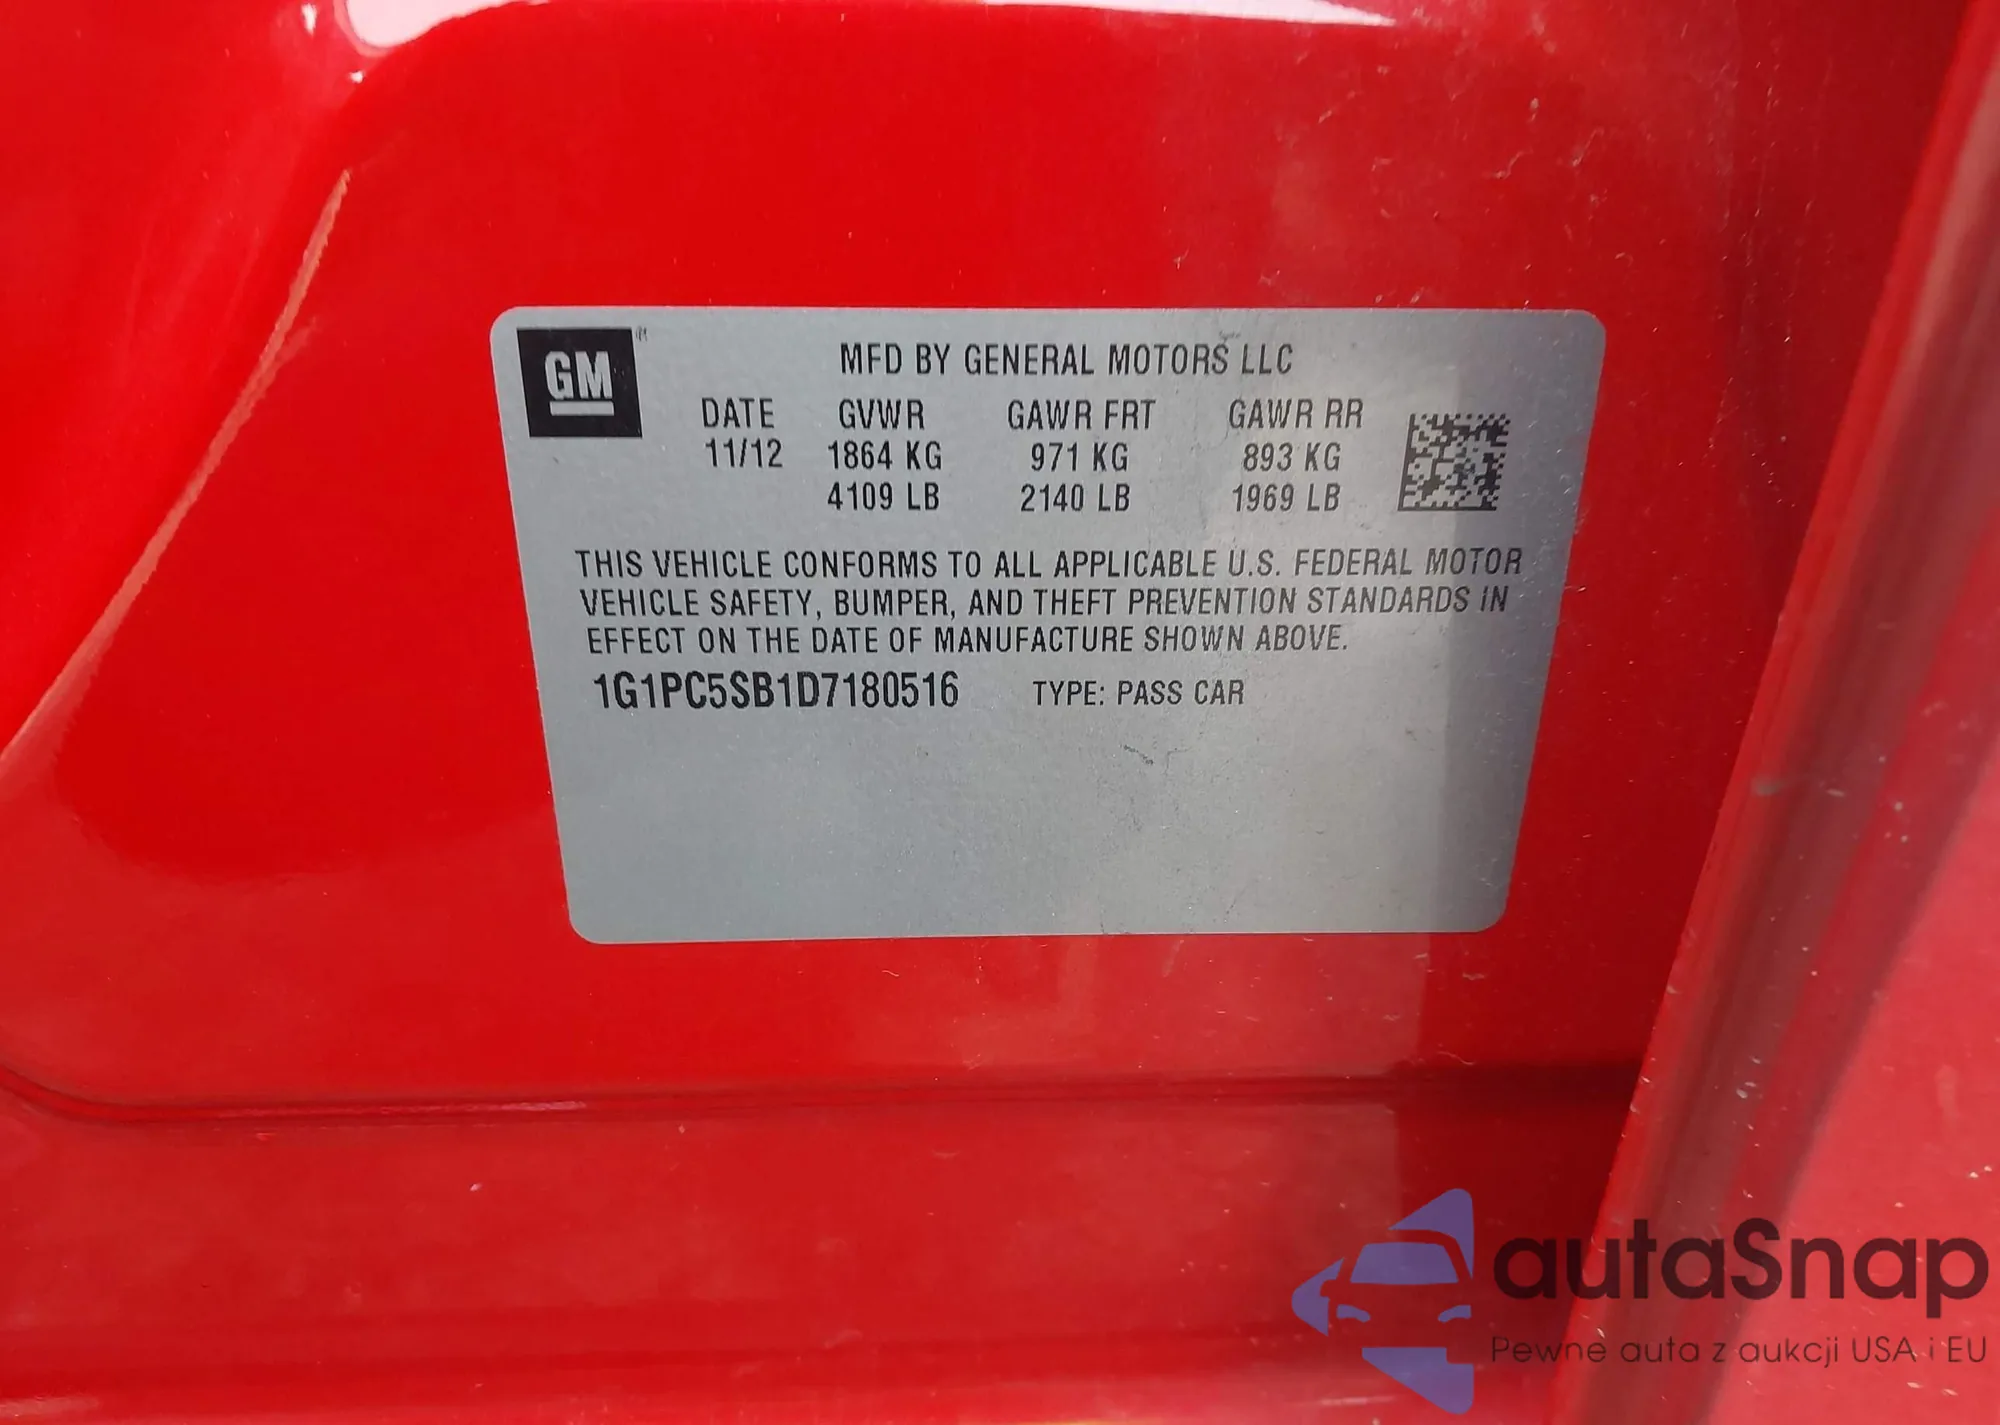 GM
MFD BY GENERAL MOTORS LLC
DATE GVWR GAWR FRT GAWR RR
11/12 1864 KG 971 KG 893 KG
4109 LB 2140 LB 1969 LB
THIS VEHICLE CONFORMS TO ALL APPLICABLE U.S. FEDERAL MOTOR
VEHICLE SAFETY, BUMPER, AND THEFT PREVENTION STANDARDS IN
EFFECT ON THE DATE OF MANUFACTURE SHOWN ABOVE.
1G1PC5SB1D7180516 TYPE: PASS CAR
autaSnap
Pewne auta z aukcji USA i EU